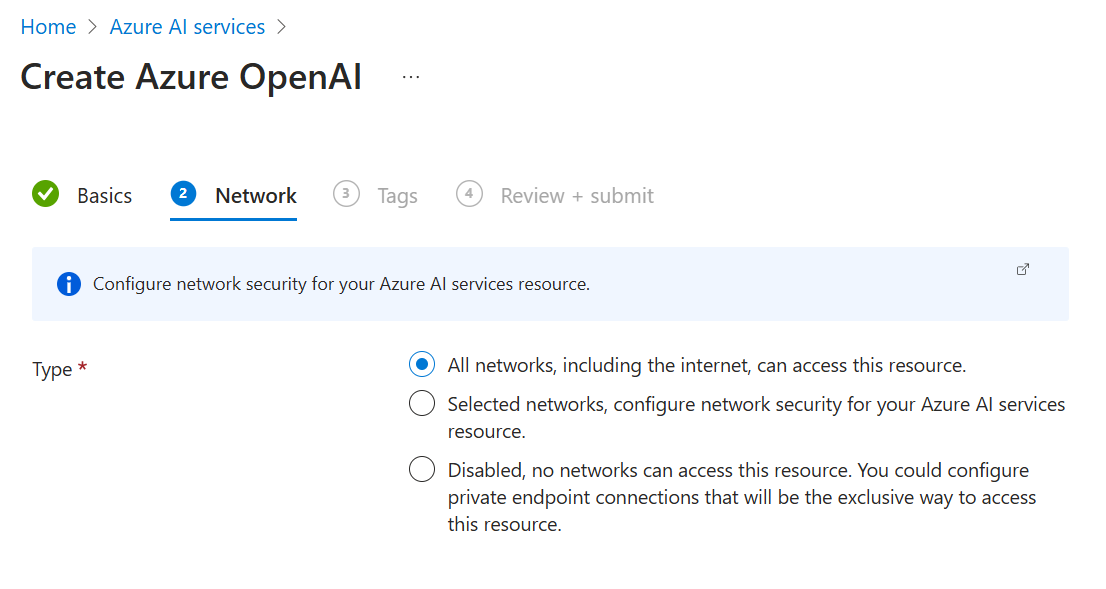 Home > Azure AI services >
Create Azure OpenAI ...
Basics 2 Network 3 Tags 4 Review + submit
Configure network security for your Azure AI services resource.
Type * All networks, including the internet, can access this resource.
Selected networks, configure network security for your Azure AI services
resource.
Disabled, no networks can access this resource. You could configure
private endpoint connections that will be the exclusive way to access
this resource.